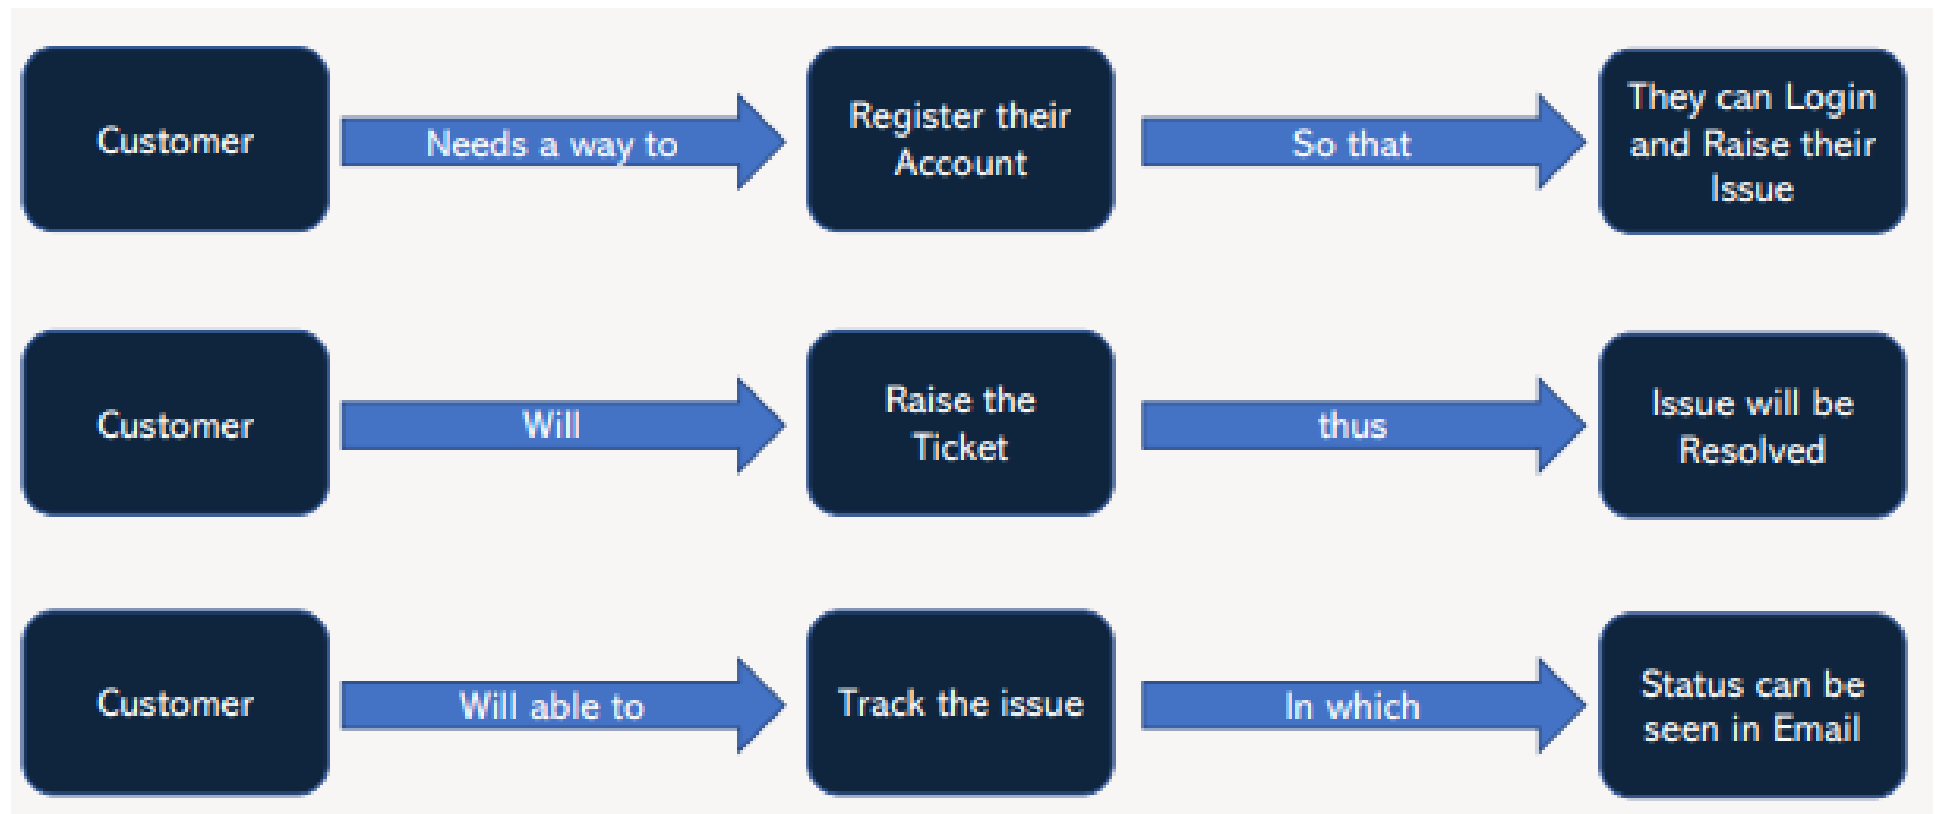 Customer
Needs a way to
Register their
Account
So that
They can Login
and Raise their
Issue
Customer
Will
Raise the
Ticket
thus
Issue will be
Resolved
Customer
Will able to
Track the issue
In which
Status can be
seen in Email